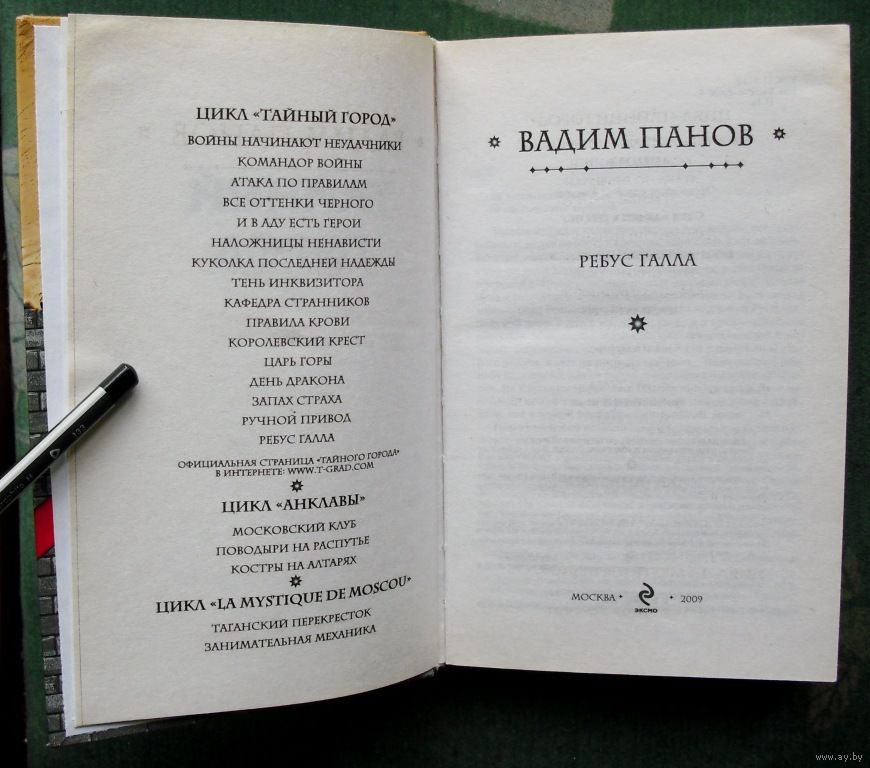 ЦИКЛ «ТАЙНЫЙ ГОРОД»
ВОЙНЫ НАЧИНАЮТ НЕУДАЧНИКИ
КОМАНДОР ВОЙНЫ
АТАКА ПО ПРАВИЛАМ
ВСЕ ОТТЕНКИ ЧЕРНОГО
И В АДУ ЕСТЬ ГЕРОИ
НАЛОЖНИЦЫ НЕНАВИСТИ
КУКОЛКА ПОСЛЕДНЕЙ НАДЕЖДЫ
ТЕНЬ ИНКВИЗИТОРА
КАФЕДРА СТРАННИКОВ
ПРАВИЛА КРОВИ
КОРОЛЕВСКИЙ КРЕСТ
ЦАРЬ ГОРЫ
ДЕНЬ ДРАКОНА
ЗАПАХ СТРАХА
РУЧНОЙ ПРИВОД
РЕБУС ГАЛЛА
ОФИЦИАЛЬНАЯ СТРАНИЦА «ТАЙНОГО ГОРОДА»
В ИНТЕРНЕТЕ: WWW.T-GRAD.COM
ЦИКЛ «АНКЛАВЫ»
МОСКОВСКИЙ КЛУБ
ПОВОДЫРИ НА РАСПУТЬЕ
КОСТРЫ НА АЛТАРЯХ
ЦИКЛ «LA MYSTIQUE DE MOSCOU»
ТАГАНСКИЙ ПЕРЕКРЕСТОК
ЗАНИМАТЕЛЬНАЯ МЕХАНИКА
133
ВАДИМ ПАНОВ
РЕБУС ГАЛЛА
МОСКВА
ЭКСМО
2009
www.ay.by